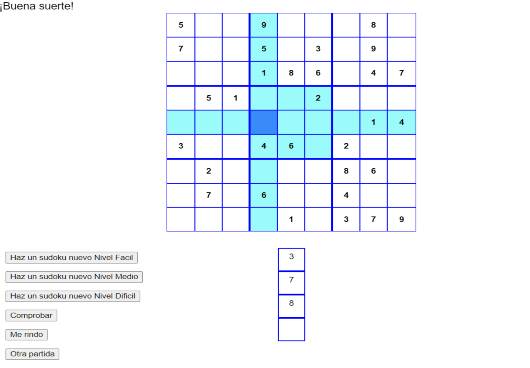 ¡Buena suerte!
5 9 8
7 5 3 9
1 8 6 4 7
5 1 2
1 4
3 4 6 2
2 8 6
7 6 4
1 3 7 9
Haz un sudoku nuevo Nivel Facil
3
Haz un sudoku nuevo Nivel Medio
7
Haz un sudoku nuevo Nivel Dificil
8
Comprobar
Me rindo
Otra partida